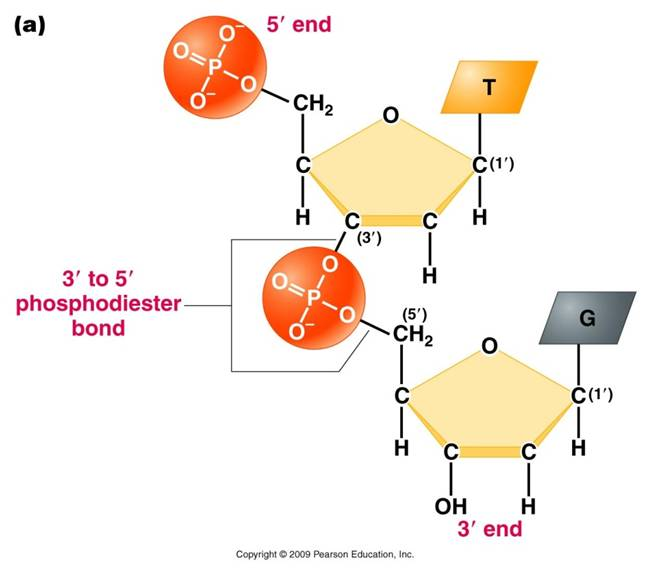 (a)
5′ end
O⁻
O=P
O
O⁻
CH₂
O
T
C
C(1′)
H
C
(3′)
C
H
H
3′ to 5′
phosphodiester
bond
O
O=P
O
O⁻
(5′)
CH₂
O
G
C
C(1′)
H
C
C
H
OH
H
3′ end
Copyright © 2009 Pearson Education, Inc.